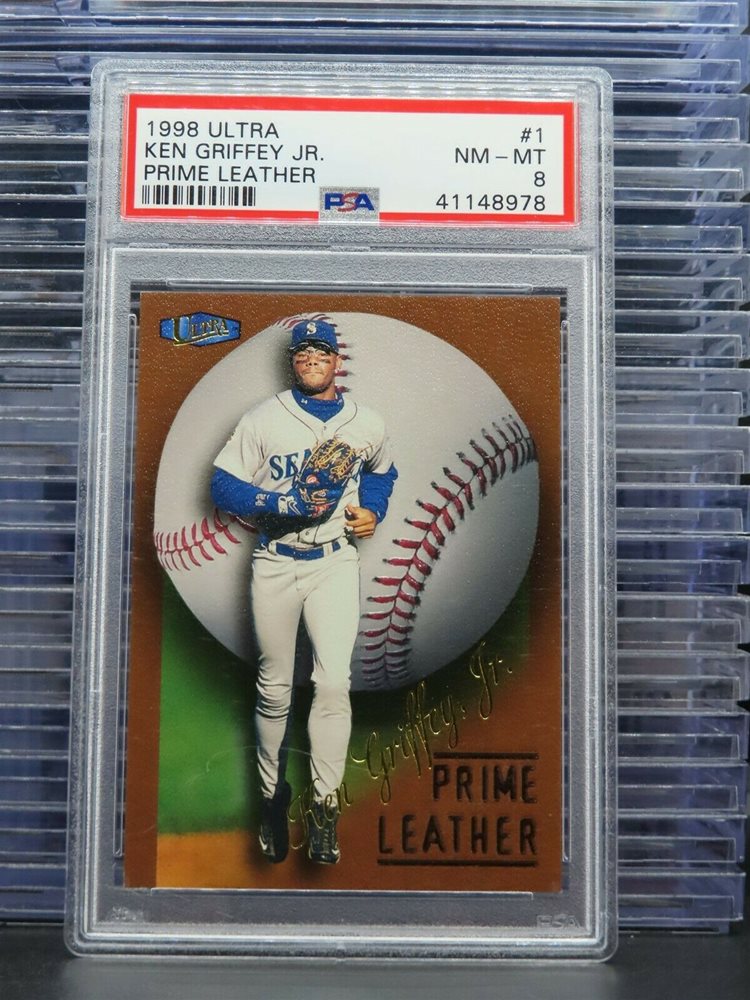 1998 ULTRA #1
KEN GRIFFEY JR. NM - MT
PRIME LEATHER 8
PSA 41148978
ULTRA
S
SEA
Ken Griffey, Jr.
PRIME
LEATHER
PSA